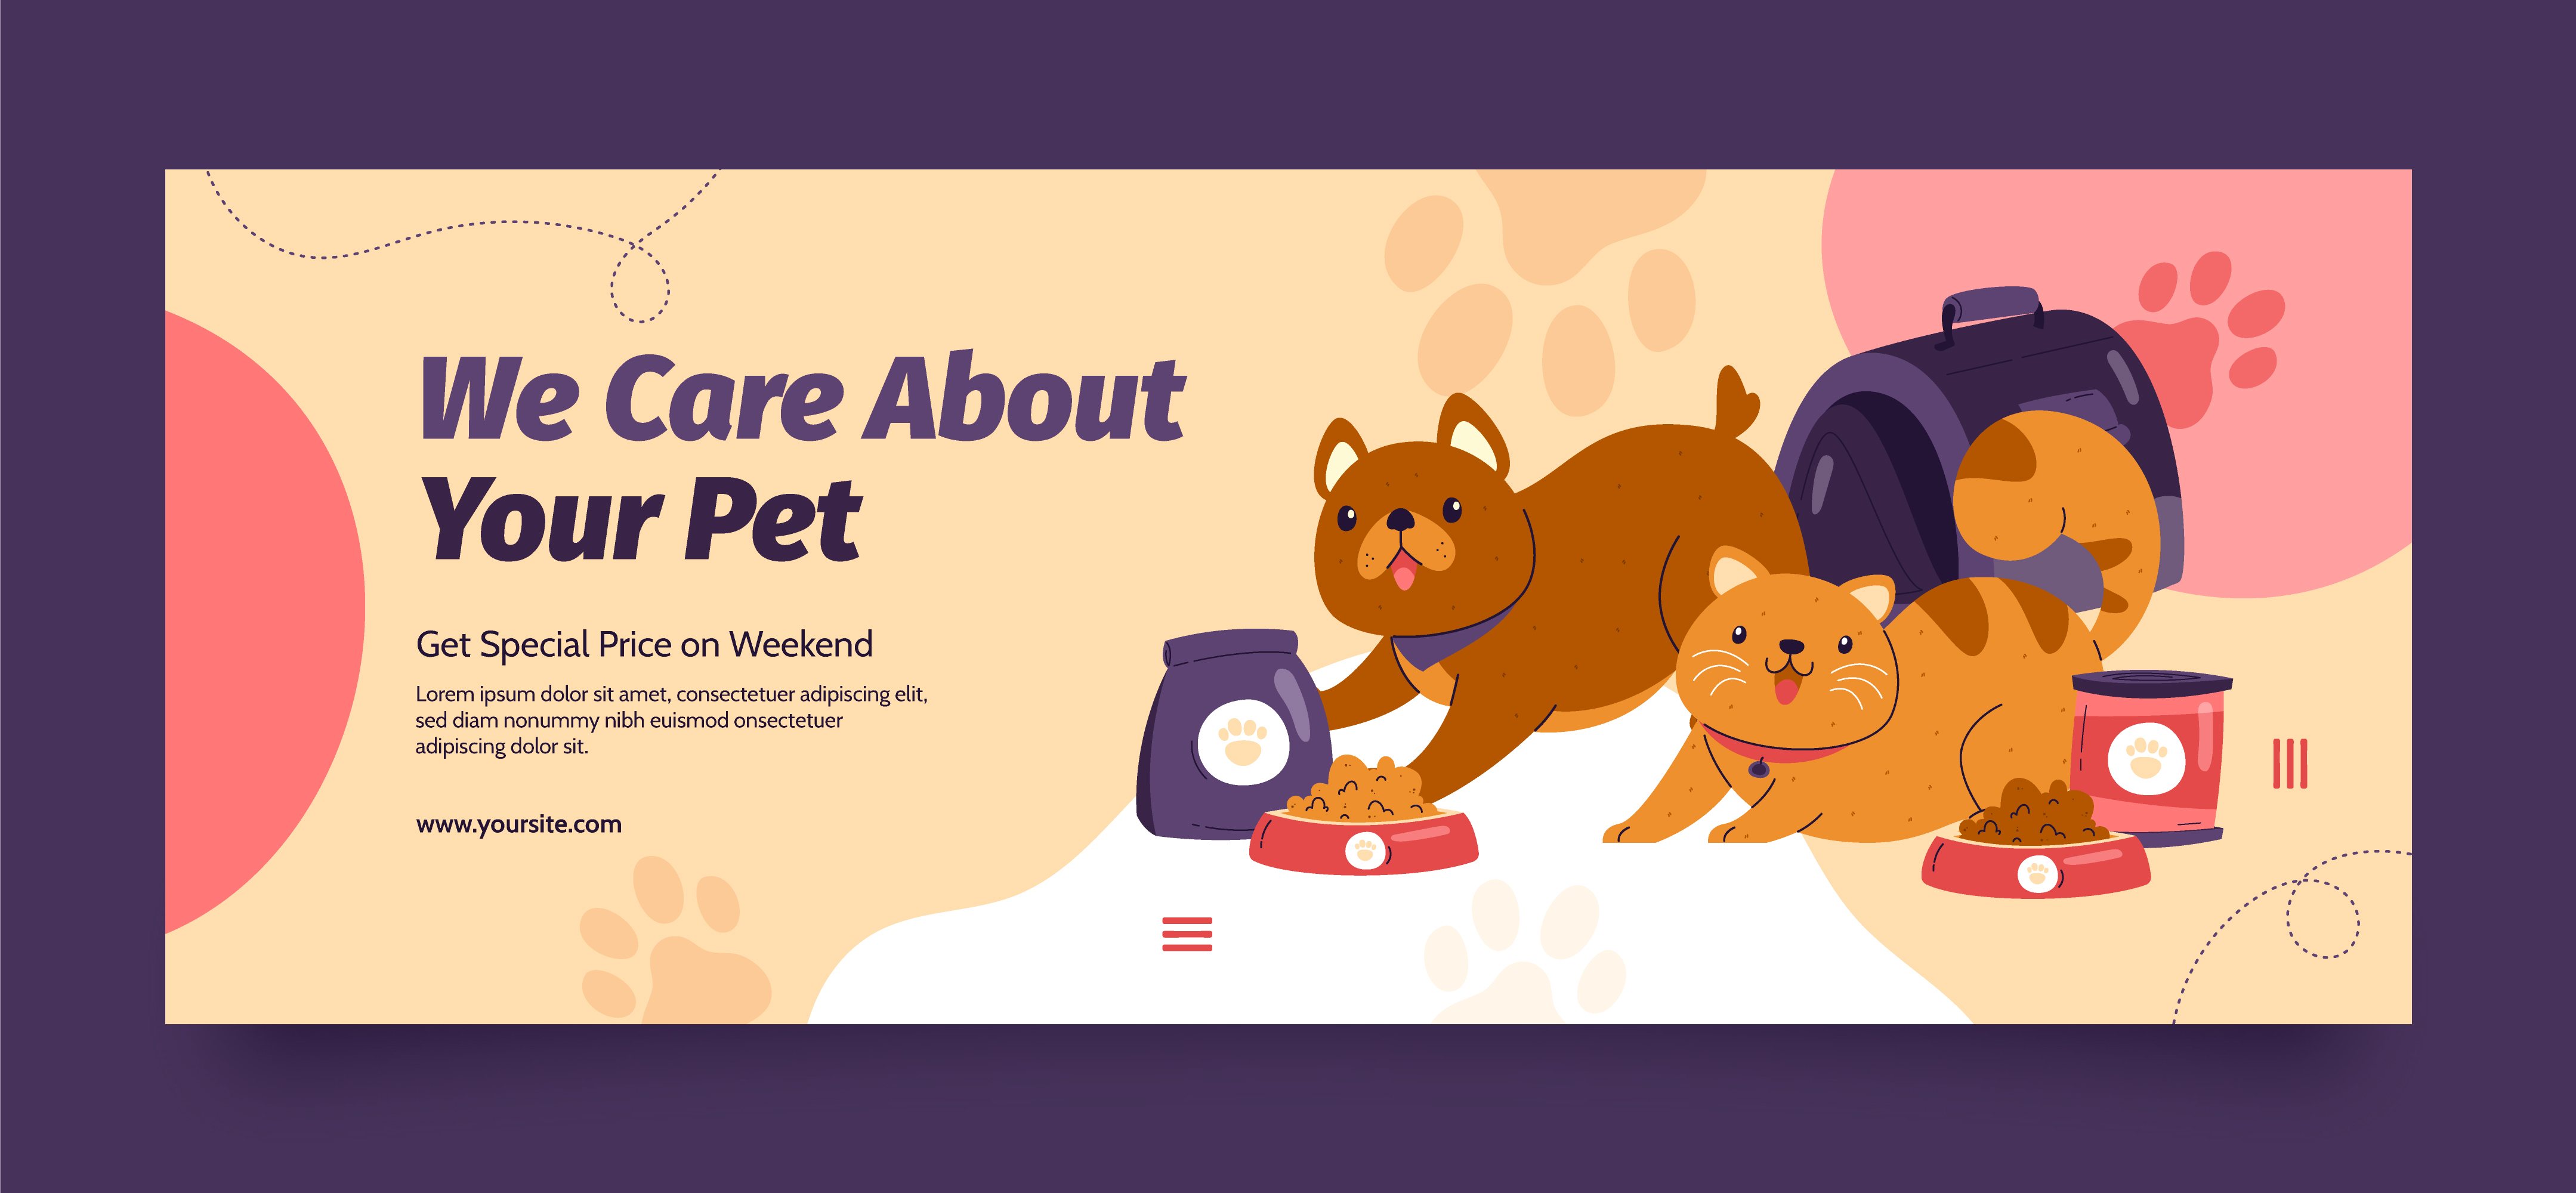 We Care About
Your Pet
Get Special Price on Weekend
Lorem ipsum dolor sit amet, consectetuer adipiscing elit,
sed diam nonummy nibh euismod onsectetuer
adipiscing dolor sit.
www.yoursite.com